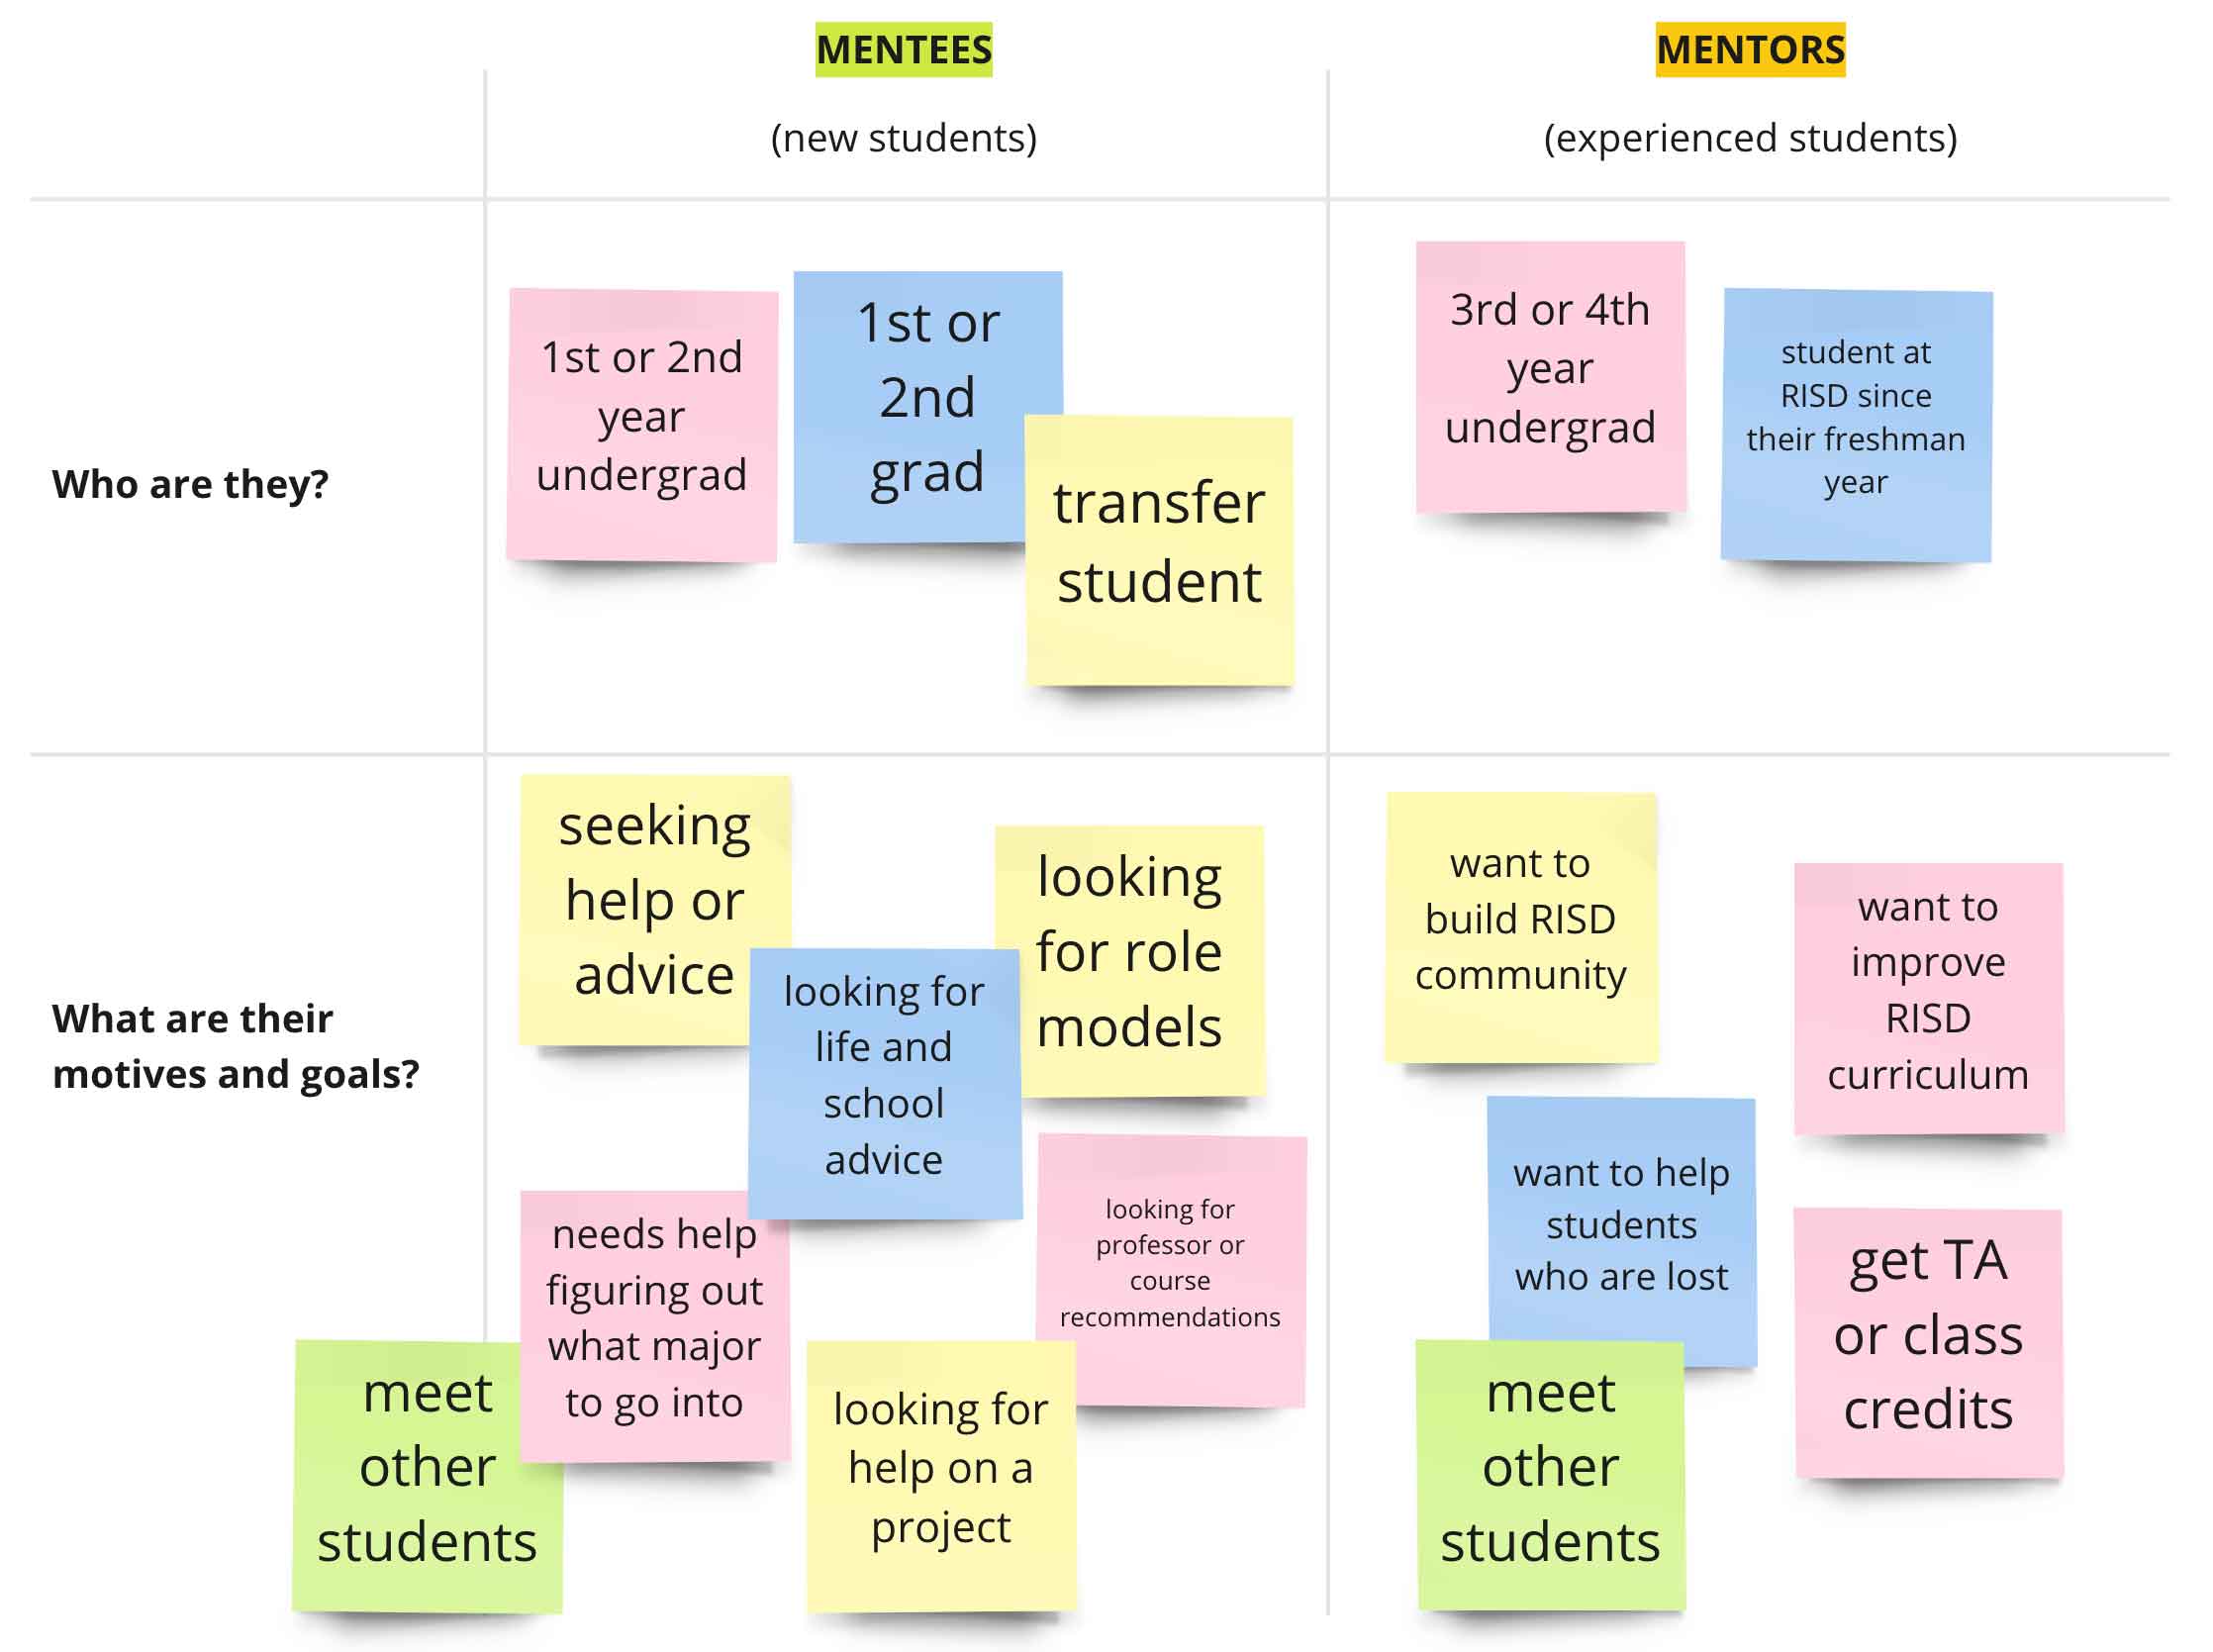 MENTEES
(new students)
MENTORS
(experienced students)
Who are they?
1st or 2nd
year
undergrad
1st or
2nd
grad
transfer
student
3rd or 4th
year
undergrad
student at
RISD since
their freshman
year
What are their
motives and goals?
seeking
help or
advice
looking for
life and
school
advice
looking
for role
models
needs help
figuring out
what major
to go into
looking for
professor or
course
recommendations
meet
other
students
looking for
help on a
project
want to
build RISD
community
want to
improve
RISD
curriculum
want to help
students
who are lost
get TA
or class
credits
meet
other
students